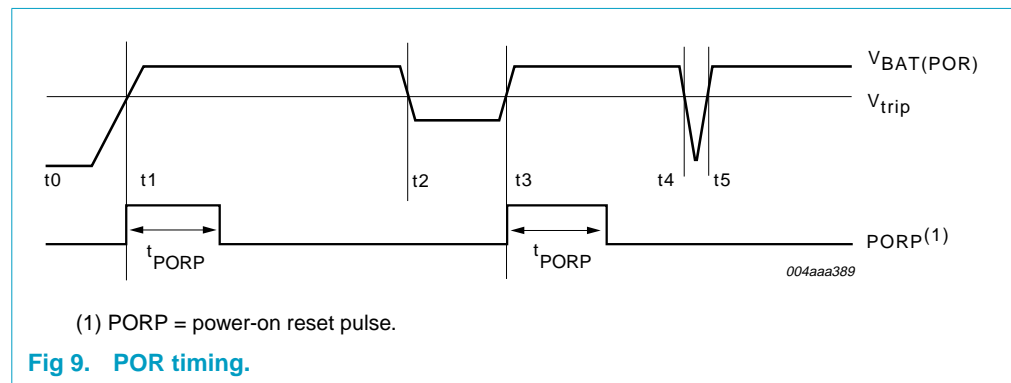 VBAT(POR)
Vtrip
t0 t1 t2 t3 t4 t5
PORP(1)
tPORP tPORP
004aaa389
(1) PORP = power-on reset pulse.
Fig 9. POR timing.